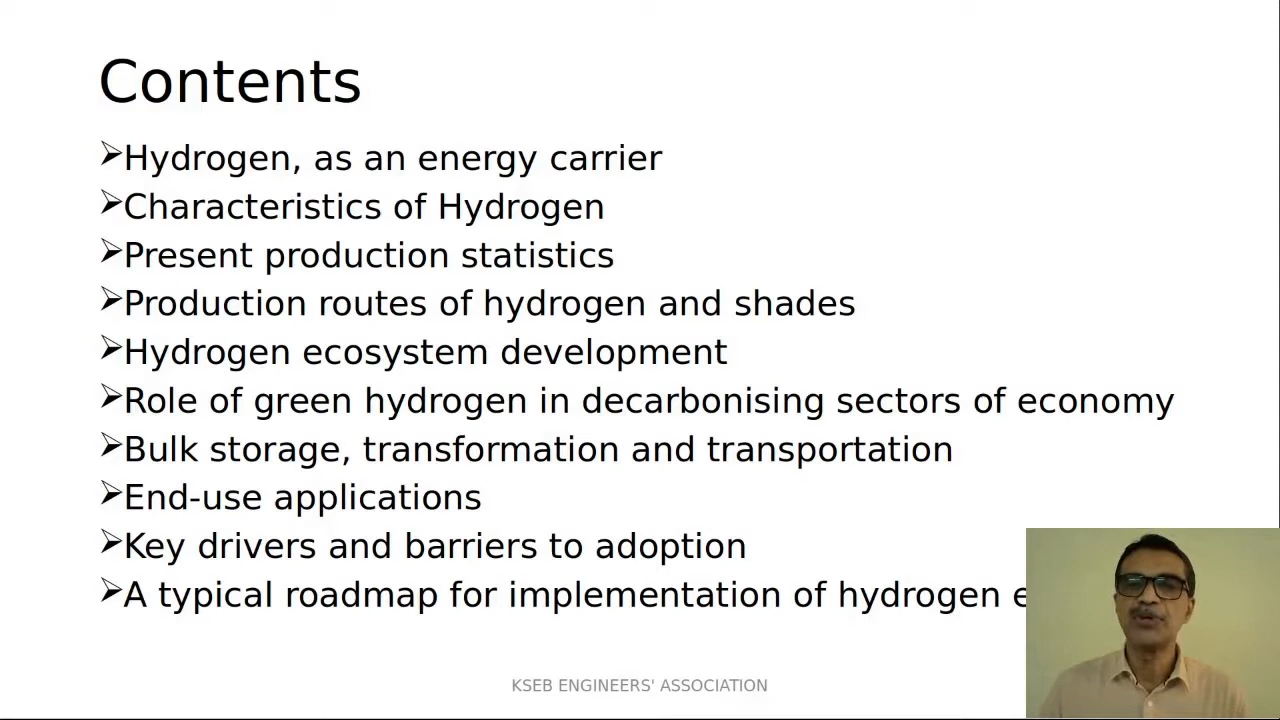 Contents
➢Hydrogen, as an energy carrier
➢Characteristics of Hydrogen
➢Present production statistics
➢Production routes of hydrogen and shades
➢Hydrogen ecosystem development
➢Role of green hydrogen in decarbonising sectors of economy
➢Bulk storage, transformation and transportation
➢End-use applications
➢Key drivers and barriers to adoption
➢A typical roadmap for implementation of hydrogen
KSEB ENGINEERS' ASSOCIATION